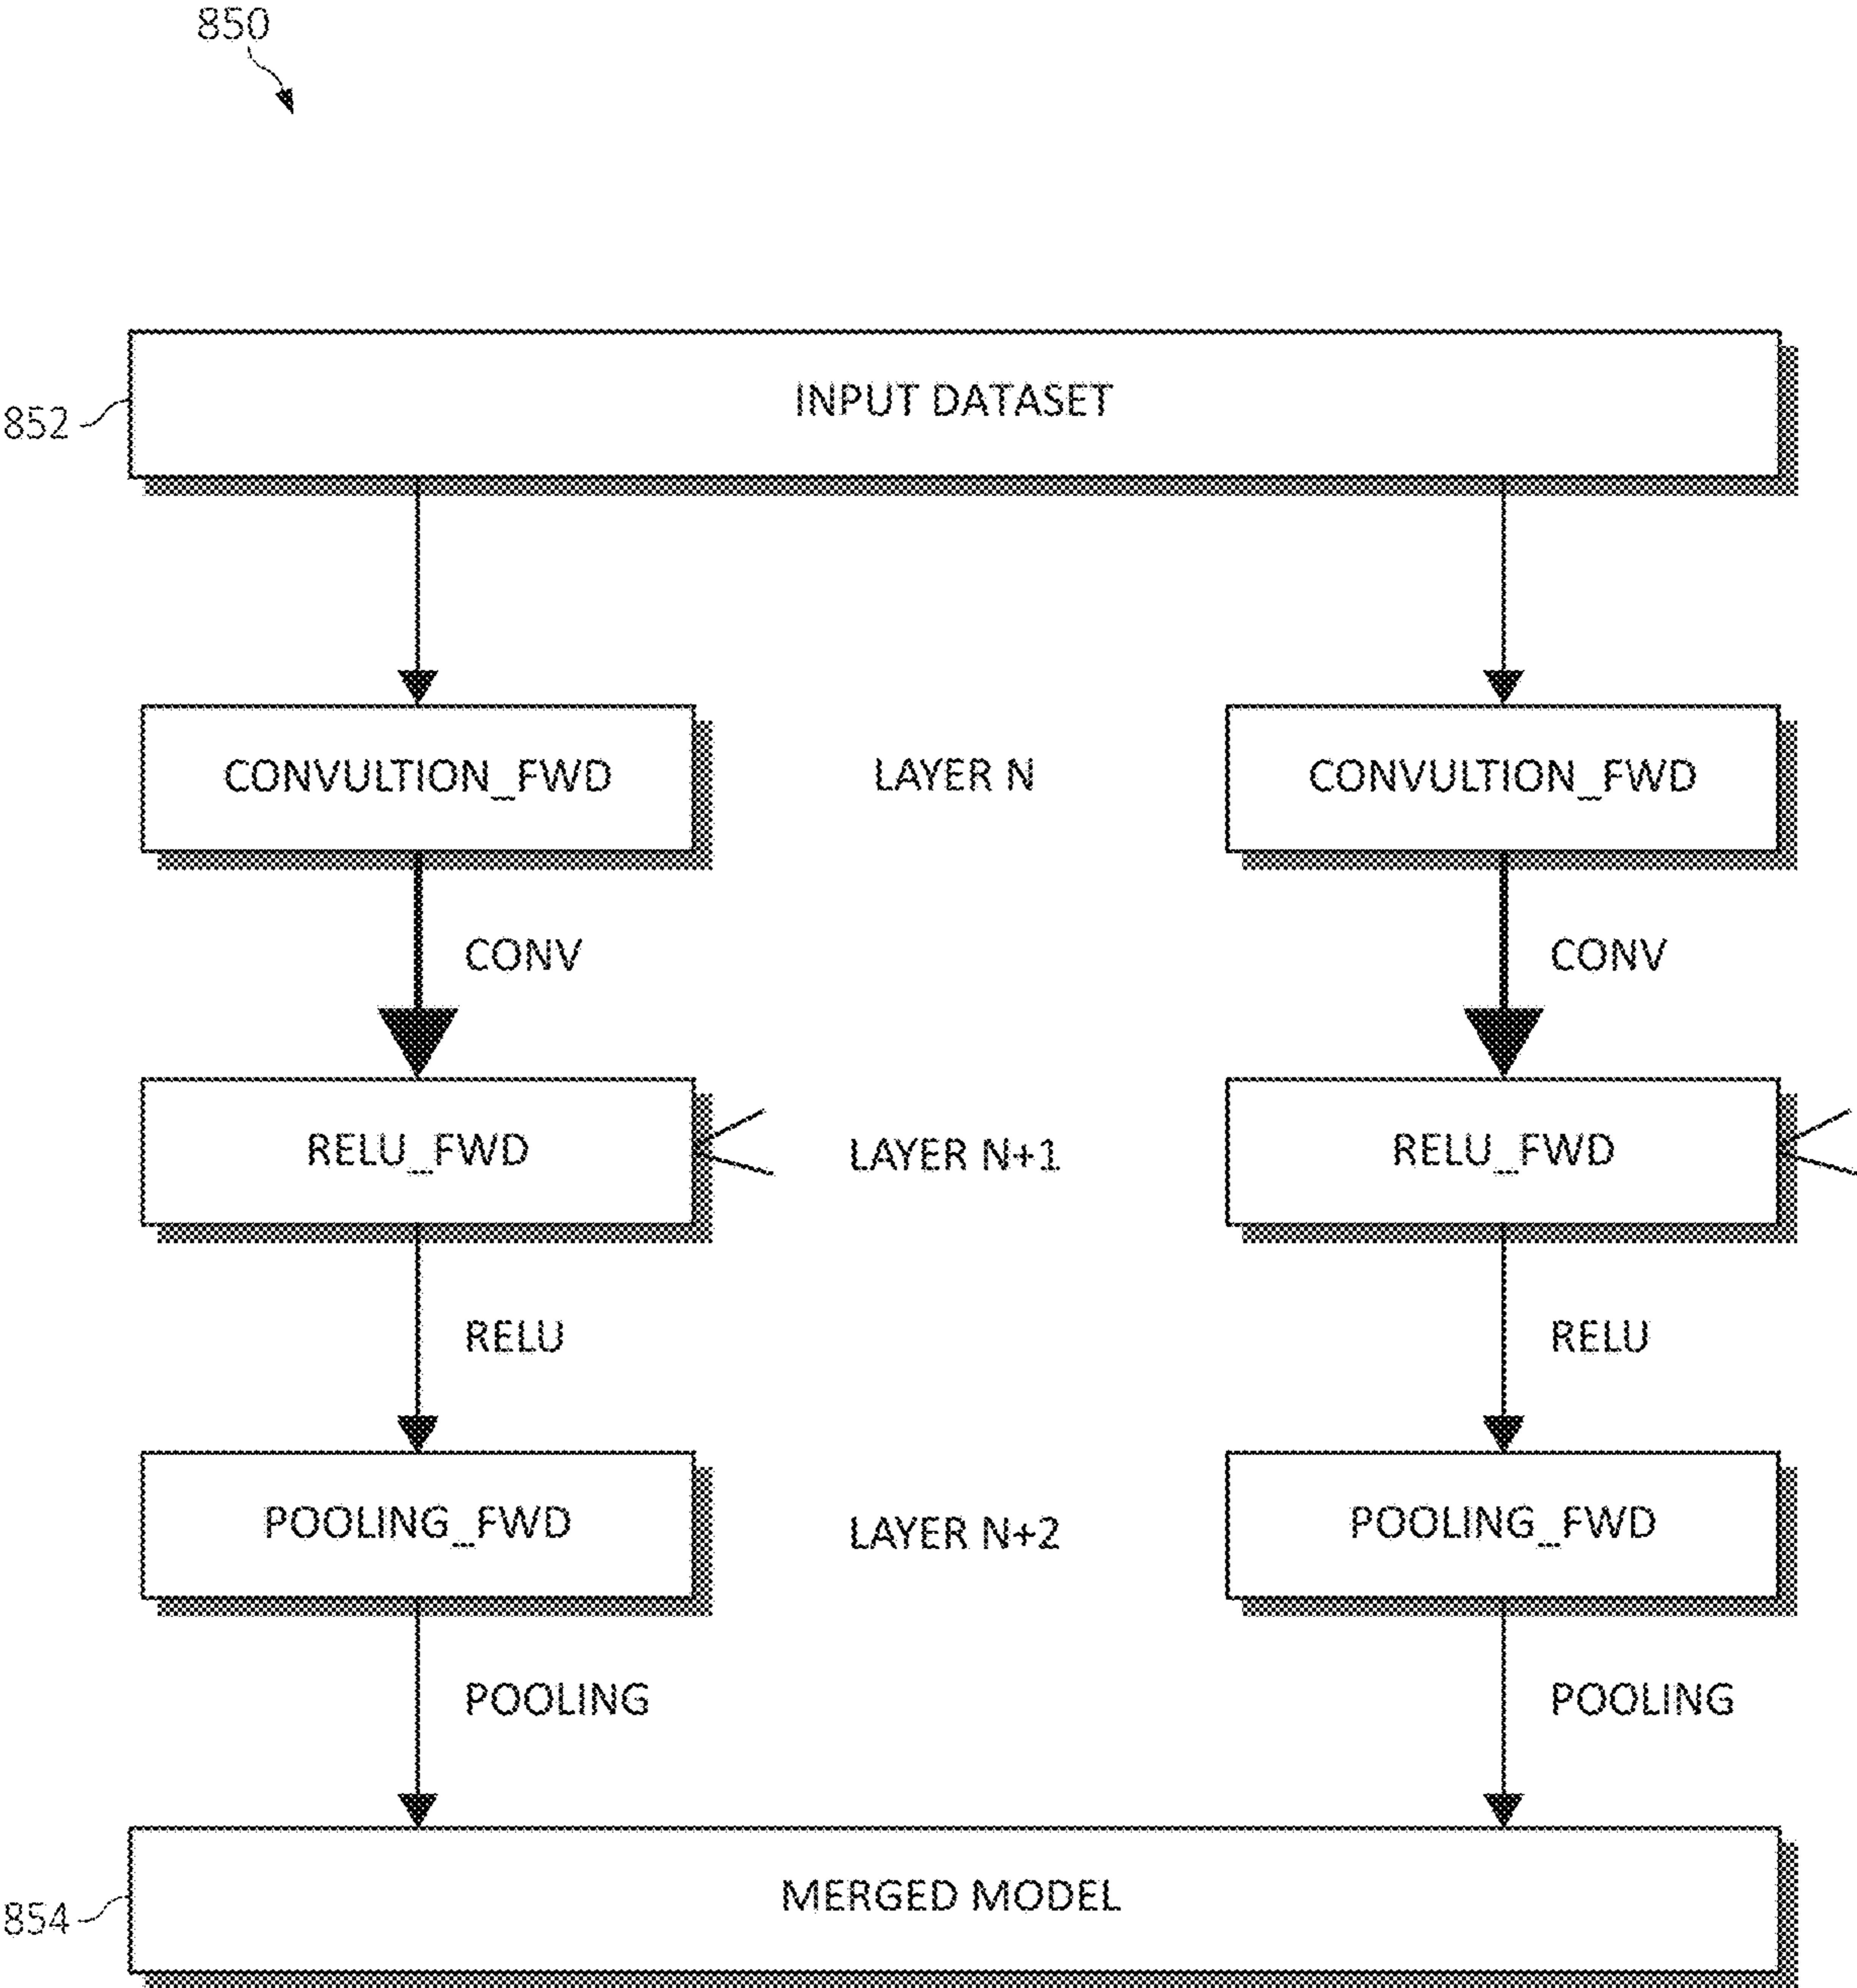 850
INPUT DATASET
852
CONVULTION_FWD
LAYER N
CONVULTION_FWD
CONV
CONV
RELU_FWD
LAYER N+1
RELU_FWD
RELU
RELU
POOLING_FWD
LAYER N+2
POOLING_FWD
POOLING
POOLING
MERGED MODEL
854